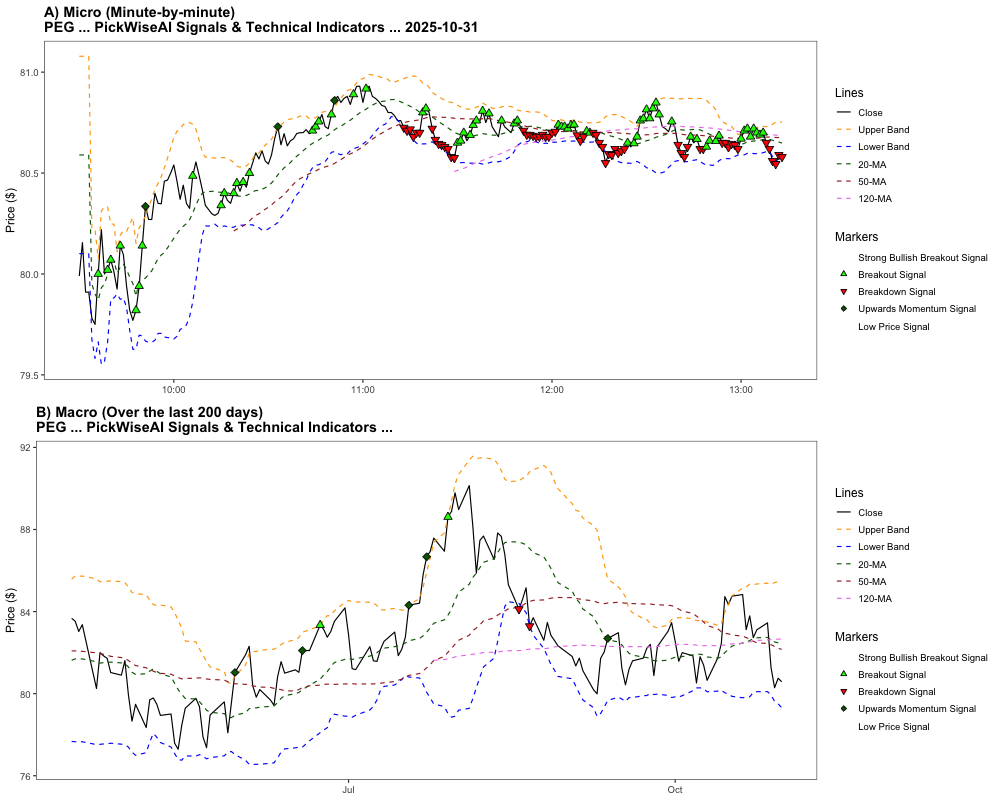 A) Micro (Minute-by-minute)
PEG ... PickWiseAI Signals & Technical Indicators ... 2025-10-31
81.0
80.5
80.0
79.5
Price ($)
10:00
11:00
12:00
13:00
Lines
Close
Upper Band
Lower Band
20-MA
50-MA
120-MA
Markers
Strong Bullish Breakout Signal
Breakout Signal
Breakdown Signal
Upwards Momentum Signal
Low Price Signal
B) Macro (Over the last 200 days)
PEG ... PickWiseAI Signals & Technical Indicators ...
92
88
84
80
76
Price ($)
Jul
Oct
Lines
Close
Upper Band
Lower Band
20-MA
50-MA
120-MA
Markers
Strong Bullish Breakout Signal
Breakout Signal
Breakdown Signal
Upwards Momentum Signal
Low Price Signal